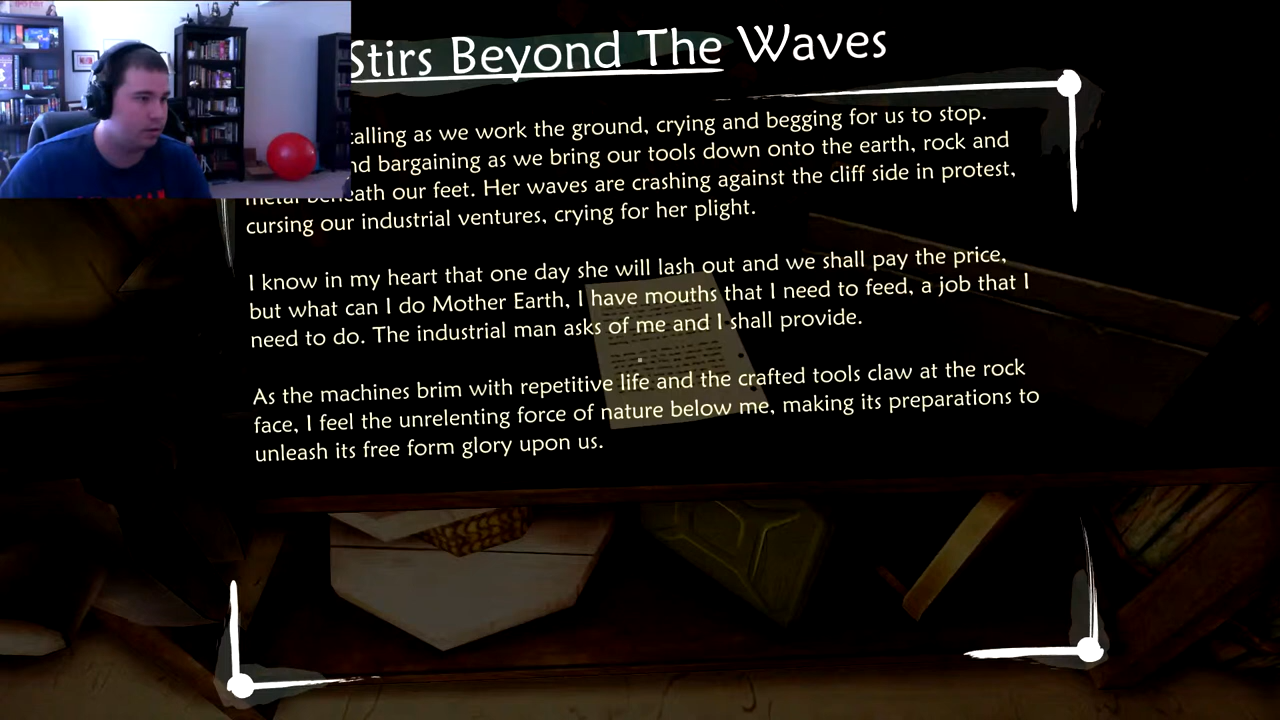 Stirs Beyond The Waves
calling as we work the ground, crying and begging for us to stop.
and bargaining as we bring our tools down onto the earth, rock and
metal beneath our feet. Her waves are crashing against the cliff side in protest,
cursing our industrial ventures, crying for her plight.
I know in my heart that one day she will lash out and we shall pay the price,
but what can I do Mother Earth, I have mouths that I need to feed, a job that I
need to do. The industrial man asks of me and I shall provide.
As the machines brim with repetitive life and the crafted tools claw at the rock
face, I feel the unrelenting force of nature below me, making its preparations to
unleash its free form glory upon us.